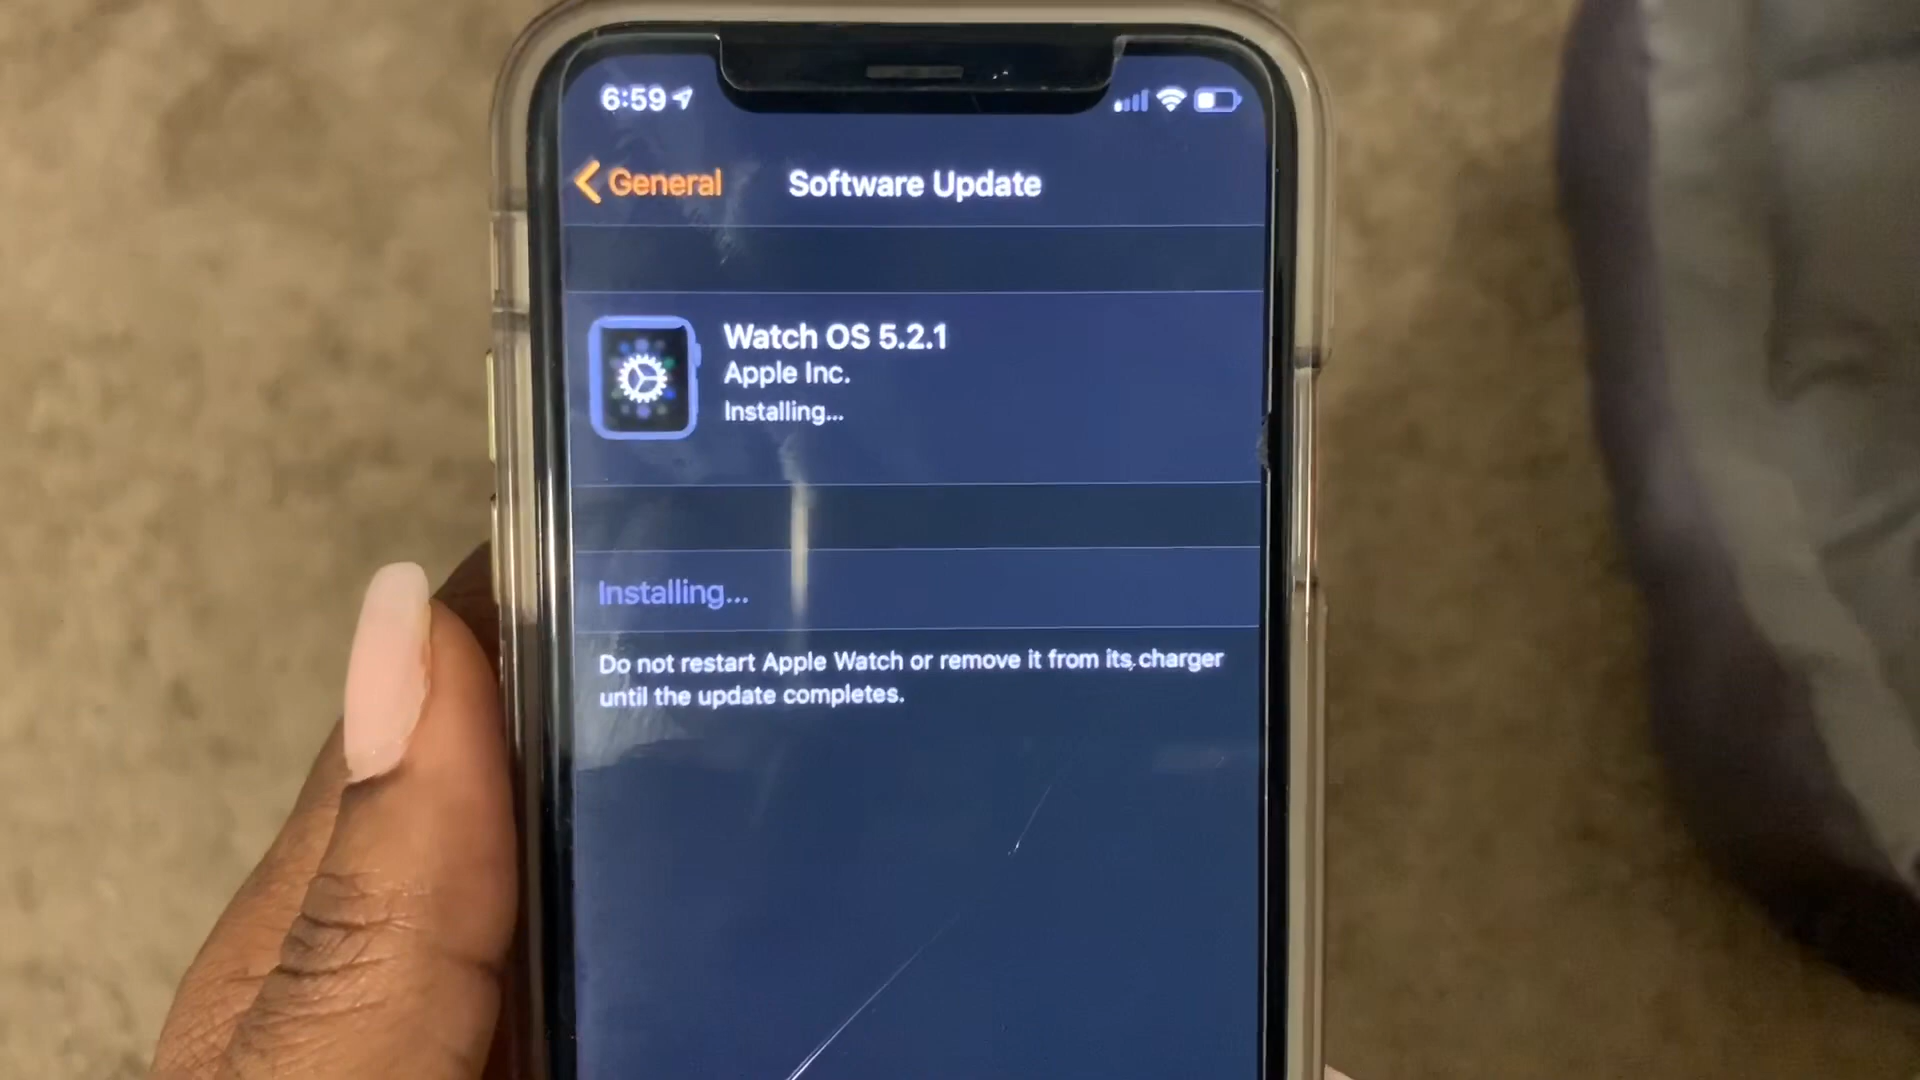 6:59
General
Software Update
Watch OS 5.2.1
Apple Inc.
Installing...
Installing...
Do not restart Apple Watch or remove it from its charger
until the update completes.